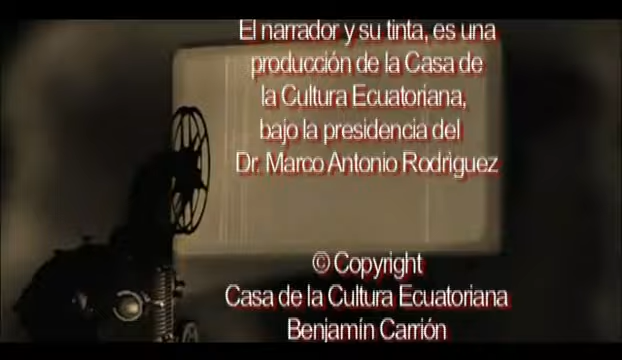 El narrador y su tinta, es una
producción de la Casa de
la Cultura Ecuatoriana,
bajo la presidencia del
Dr. Marco Antonio Rodriguez
© Copyright
Casa de la Cultura Ecuatoriana
Benjamín Carrión